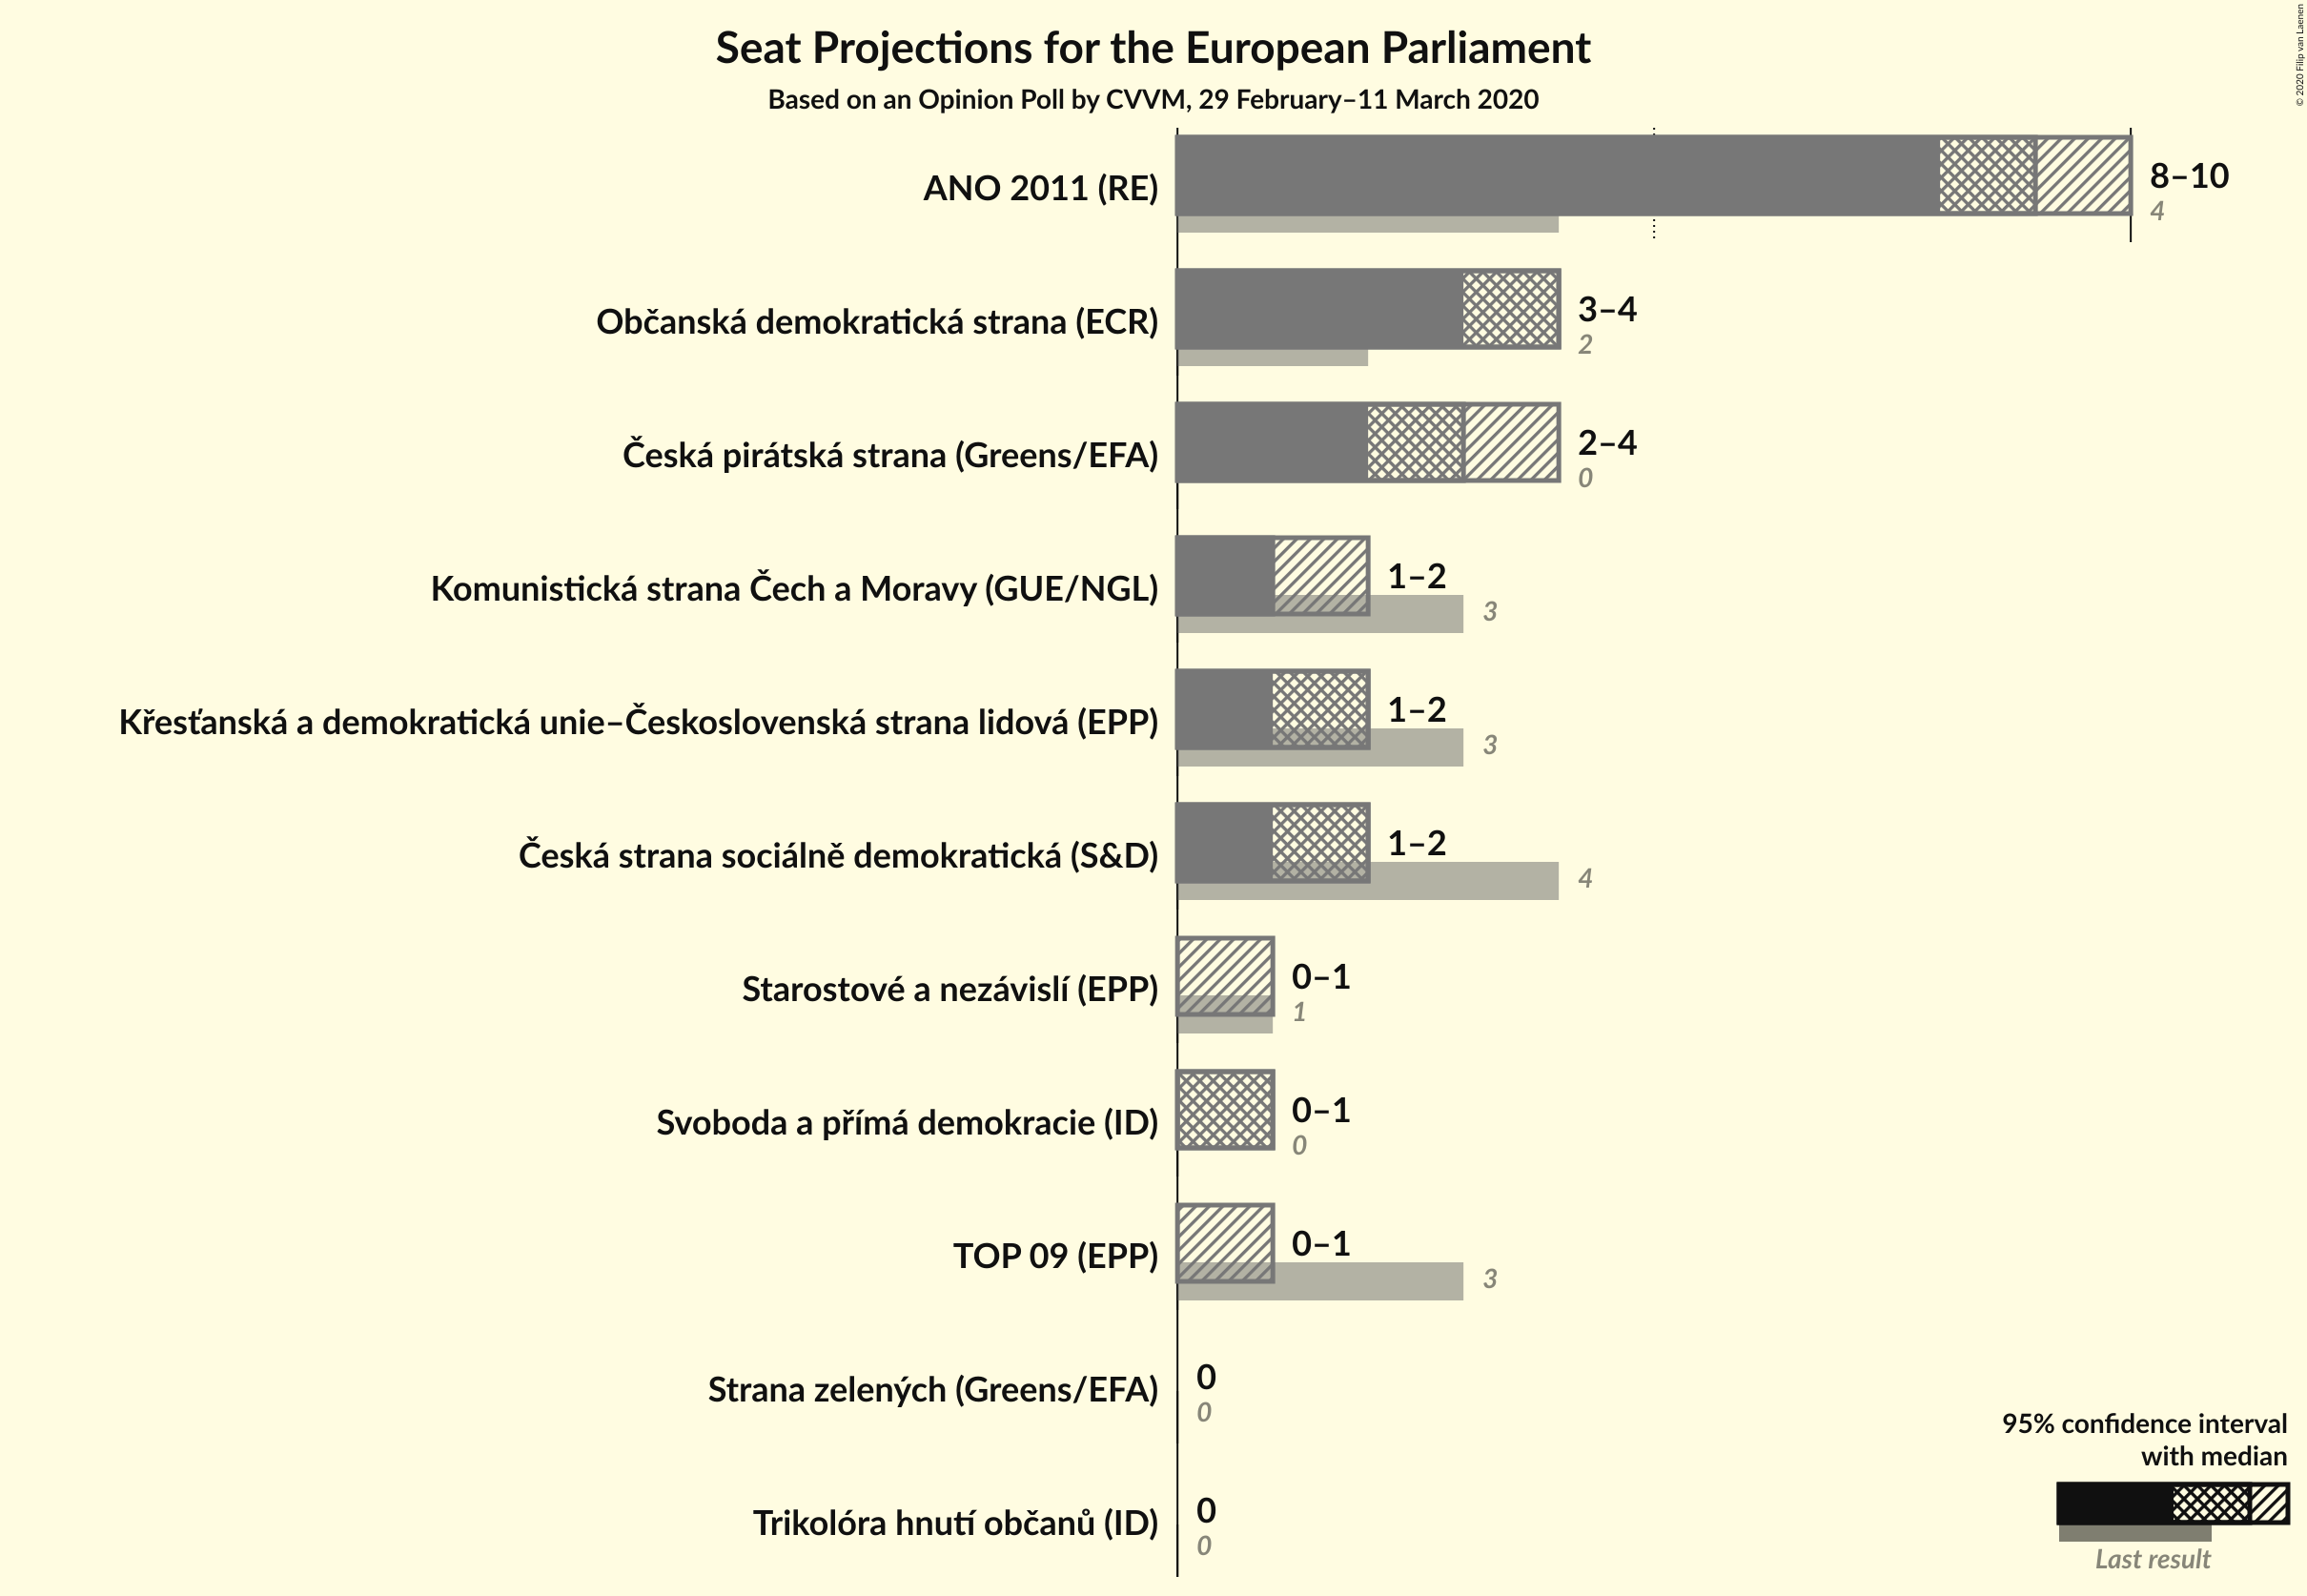 Seat Projections for the European Parliament
Based on an Opinion Poll by CVVM, 29 February–11 March 2020
© 2020 Filip van Laenen
ANO 2011 (RE)
8–10
4
Občanská demokratická strana (ECR)
3–4
2
Česká pirátská strana (Greens/EFA)
2–4
0
Komunistická strana Čech a Moravy (GUE/NGL)
1–2
3
Křesťanská a demokratická unie–Československá strana lidová (EPP)
1–2
3
Česká strana sociálně demokratická (S&D)
1–2
4
Starostové a nezávislí (EPP)
0–1
1
Svoboda a přímá demokracie (ID)
0–1
0
TOP 09 (EPP)
0–1
3
Strana zelených (Greens/EFA)
0
0
Trikolóra hnutí občanů (ID)
0
0
95% confidence interval
with median
Last result